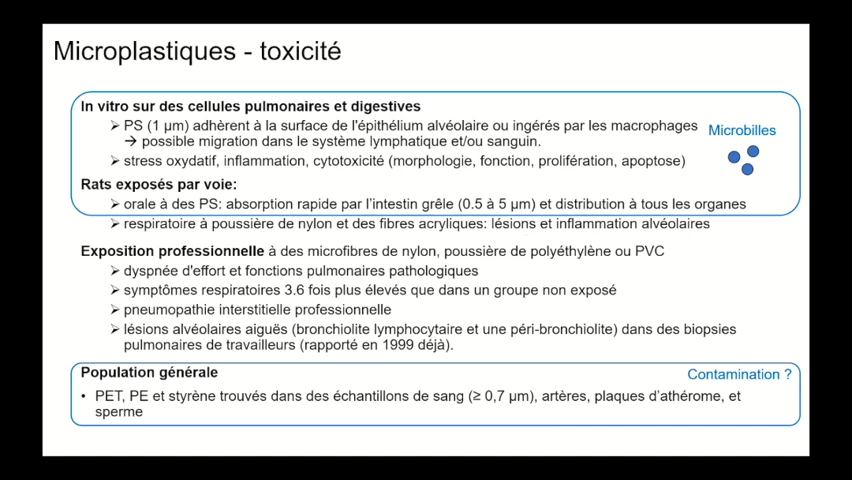 Microplastiques - toxicité
In vitro sur des cellules pulmonaires et digestives
➢ PS (1 µm) adhèrent à la surface de l'épithélium alvéolaire ou ingérés par les macrophages
→ possible migration dans le système lymphatique et/ou sanguin.
Microbilles
➢ stress oxydatif, inflammation, cytotoxicité (morphologie, fonction, prolifération, apoptose)
Rats exposés par voie:
➢ orale à des PS: absorption rapide par l'intestin grêle (0.5 à 5 µm) et distribution à tous les organes
➢ respiratoire à poussière de nylon et des fibres acryliques: lésions et inflammation alvéolaires
Exposition professionnelle à des microfibres de nylon, poussière de polyéthylène ou PVC
➢ dyspnée d'effort et fonctions pulmonaires pathologiques
➢ symptômes respiratoires 3.6 fois plus élevés que dans un groupe non exposé
➢ pneumopathie interstitielle professionnelle
➢ lésions alvéolaires aiguës (bronchiolite lymphocytaire et une péri-bronchiolite) dans des biopsies
pulmonaires de travailleurs (rapporté en 1999 déjà).
Population générale
Contamination ?
• PET, PE et styrène trouvés dans des échantillons de sang (≥ 0,7 µm), artères, plaques d'athérome, et
sperme